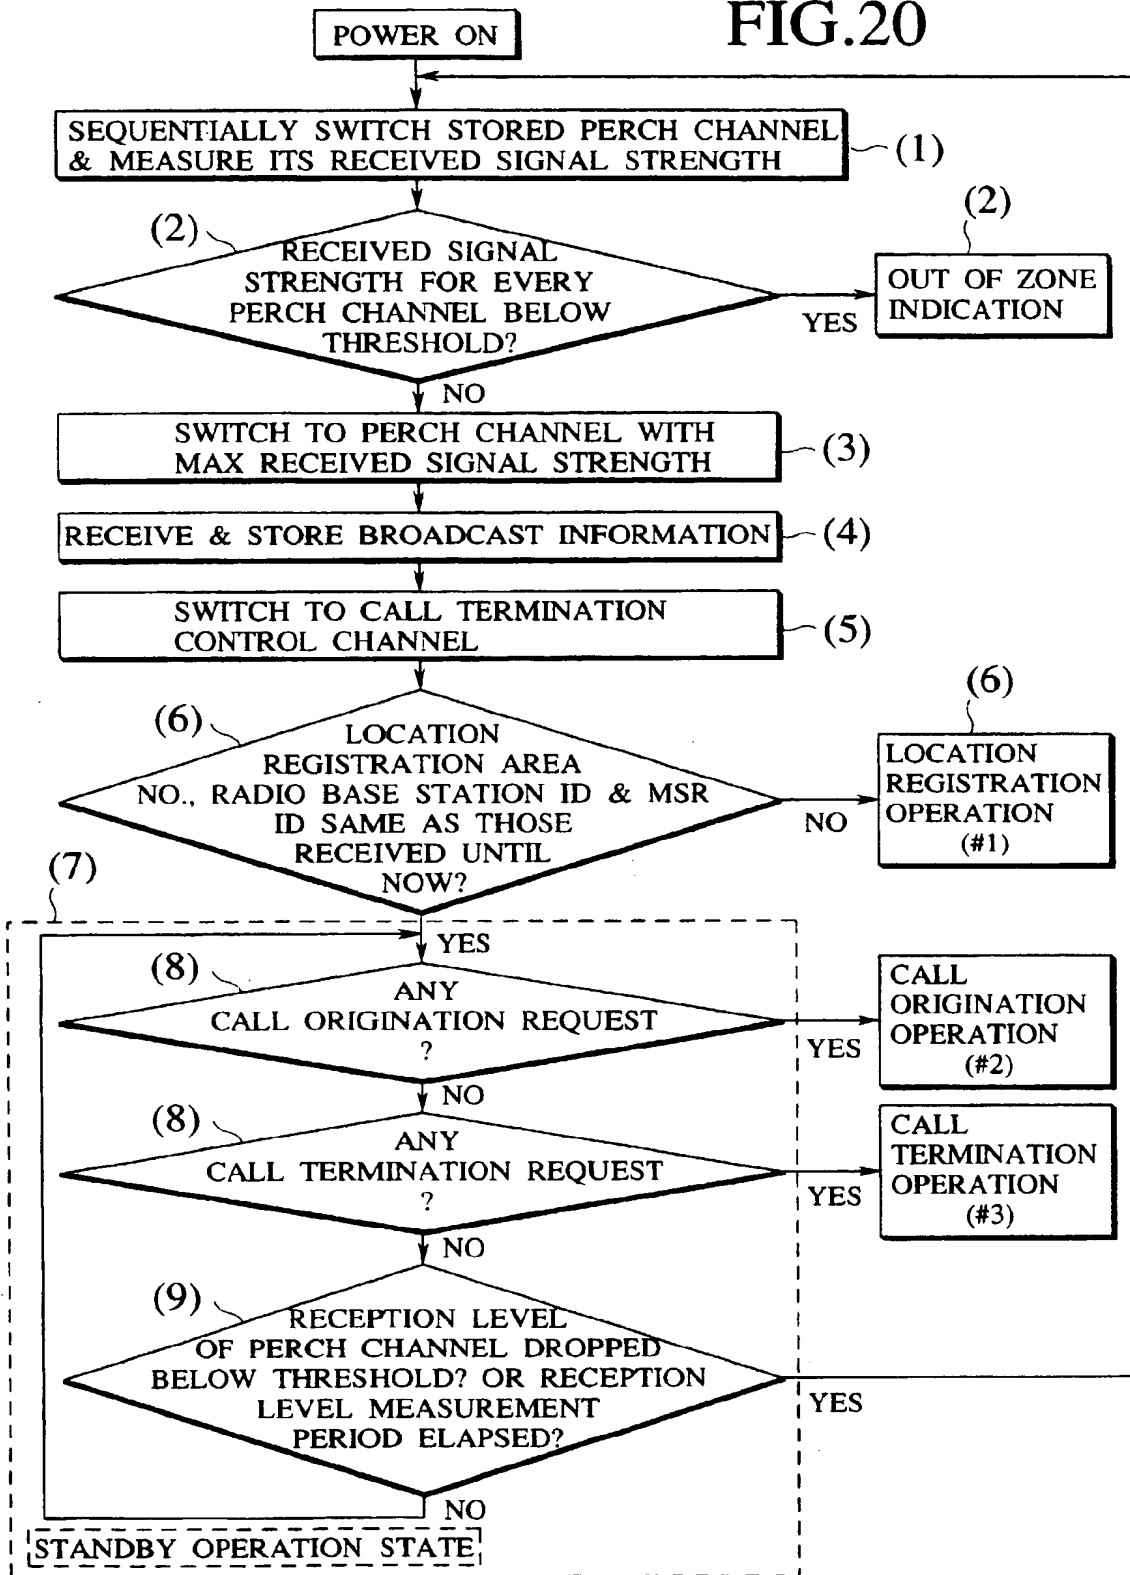 FIG.20
POWER ON
SEQUENTIALLY SWITCH STORED PERCH CHANNEL
& MEASURE ITS RECEIVED SIGNAL STRENGTH
(1)
(2)
RECEIVED SIGNAL
STRENGTH FOR EVERY
PERCH CHANNEL BELOW
THRESHOLD?
YES
(2)
OUT OF ZONE
INDICATION
NO
SWITCH TO PERCH CHANNEL WITH
MAX RECEIVED SIGNAL STRENGTH
(3)
RECEIVE & STORE BROADCAST INFORMATION
(4)
SWITCH TO CALL TERMINATION
CONTROL CHANNEL
(5)
(6)
LOCATION
REGISTRATION AREA
NO., RADIO BASE STATION ID & MSR
ID SAME AS THOSE
RECEIVED UNTIL
NOW?
NO
(6)
LOCATION
REGISTRATION
OPERATION
(#1)
(7)
YES
(8)
ANY
CALL ORIGINATION REQUEST
?
YES
CALL
ORIGINATION
OPERATION
(#2)
NO
(8)
ANY
CALL TERMINATION REQUEST
?
YES
CALL
TERMINATION
OPERATION
(#3)
NO
(9)
RECEPTION LEVEL
OF PERCH CHANNEL DROPPED
BELOW THRESHOLD? OR RECEPTION
LEVEL MEASUREMENT
PERIOD ELAPSED?
YES
NO
STANDBY OPERATION STATE